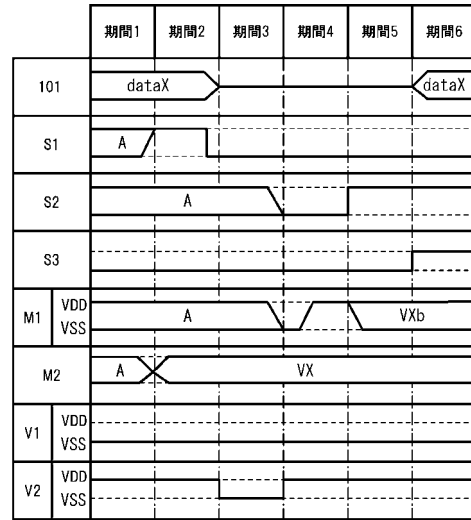 期間1 期間2 期間3 期間4 期間5 期間6
101 dataX dataX
S1 A
S2 A
S3
M1 VDD VSS A VXb
M2 A VX
V1 VDD VSS
V2 VDD VSS